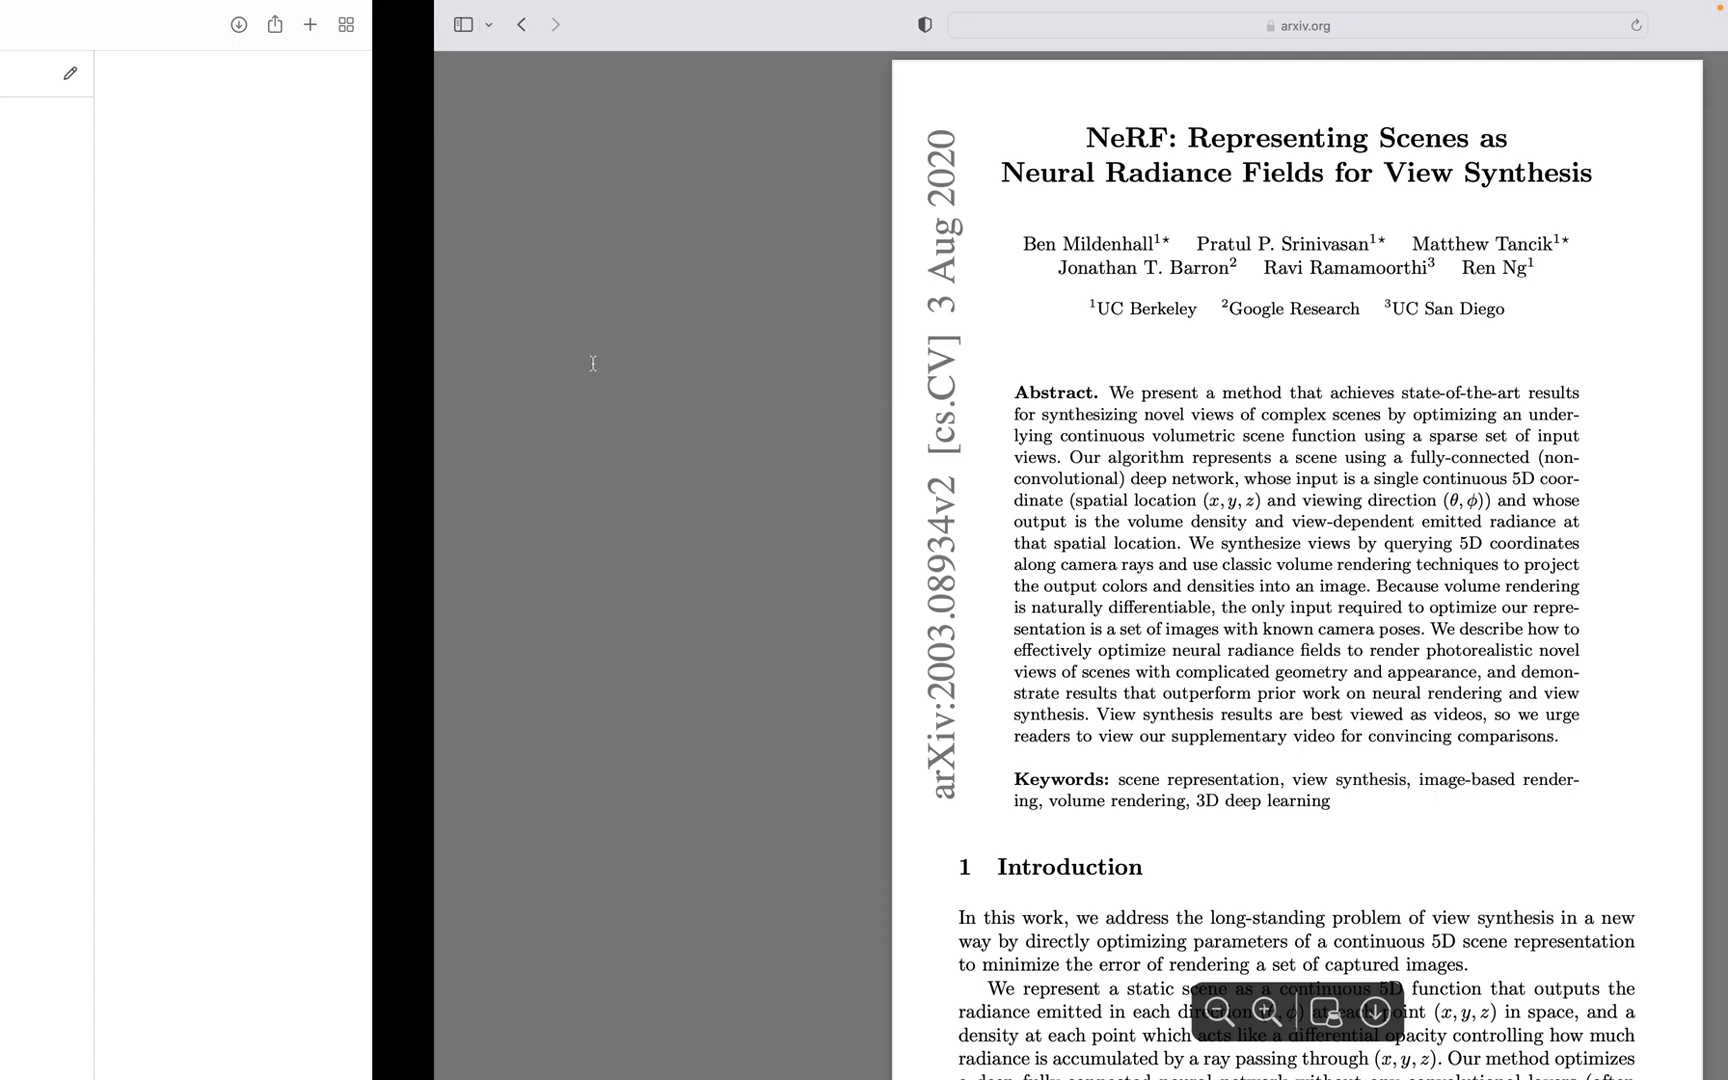 arxiv.org
arXiv:2003.08934v2 [cs.CV] 3 Aug 2020
NeRF: Representing Scenes as
Neural Radiance Fields for View Synthesis
Ben Mildenhall¹* Pratul P. Srinivasan¹* Matthew Tancik¹*
Jonathan T. Barron² Ravi Ramamoorthi³ Ren Ng¹
¹UC Berkeley ²Google Research ³UC San Diego
Abstract. We present a method that achieves state-of-the-art results
for synthesizing novel views of complex scenes by optimizing an under-
lying continuous volumetric scene function using a sparse set of input
views. Our algorithm represents a scene using a fully-connected (non-
convolutional) deep network, whose input is a single continuous 5D coor-
dinate (spatial location (x, y, z) and viewing direction (θ, ϕ)) and whose
output is the volume density and view-dependent emitted radiance at
that spatial location. We synthesize views by querying 5D coordinates
along camera rays and use classic volume rendering techniques to project
the output colors and densities into an image. Because volume rendering
is naturally differentiable, the only input required to optimize our repre-
sentation is a set of images with known camera poses. We describe how to
effectively optimize neural radiance fields to render photorealistic novel
views of scenes with complicated geometry and appearance, and demon-
strate results that outperform prior work on neural rendering and view
synthesis. View synthesis results are best viewed as videos, so we urge
readers to view our supplementary video for convincing comparisons.
Keywords: scene representation, view synthesis, image-based render-
ing, volume rendering, 3D deep learning
1 Introduction
In this work, we address the long-standing problem of view synthesis in a new
way by directly optimizing parameters of a continuous 5D scene representation
to minimize the error of rendering a set of captured images.
We represent a static scene as a continuous 5D function that outputs the
radiance emitted in each direction (θ, ϕ) at each point (x, y, z) in space, and a
density at each point which acts like a differential opacity controlling how much
radiance is accumulated by a ray passing through (x, y, z). Our method optimizes